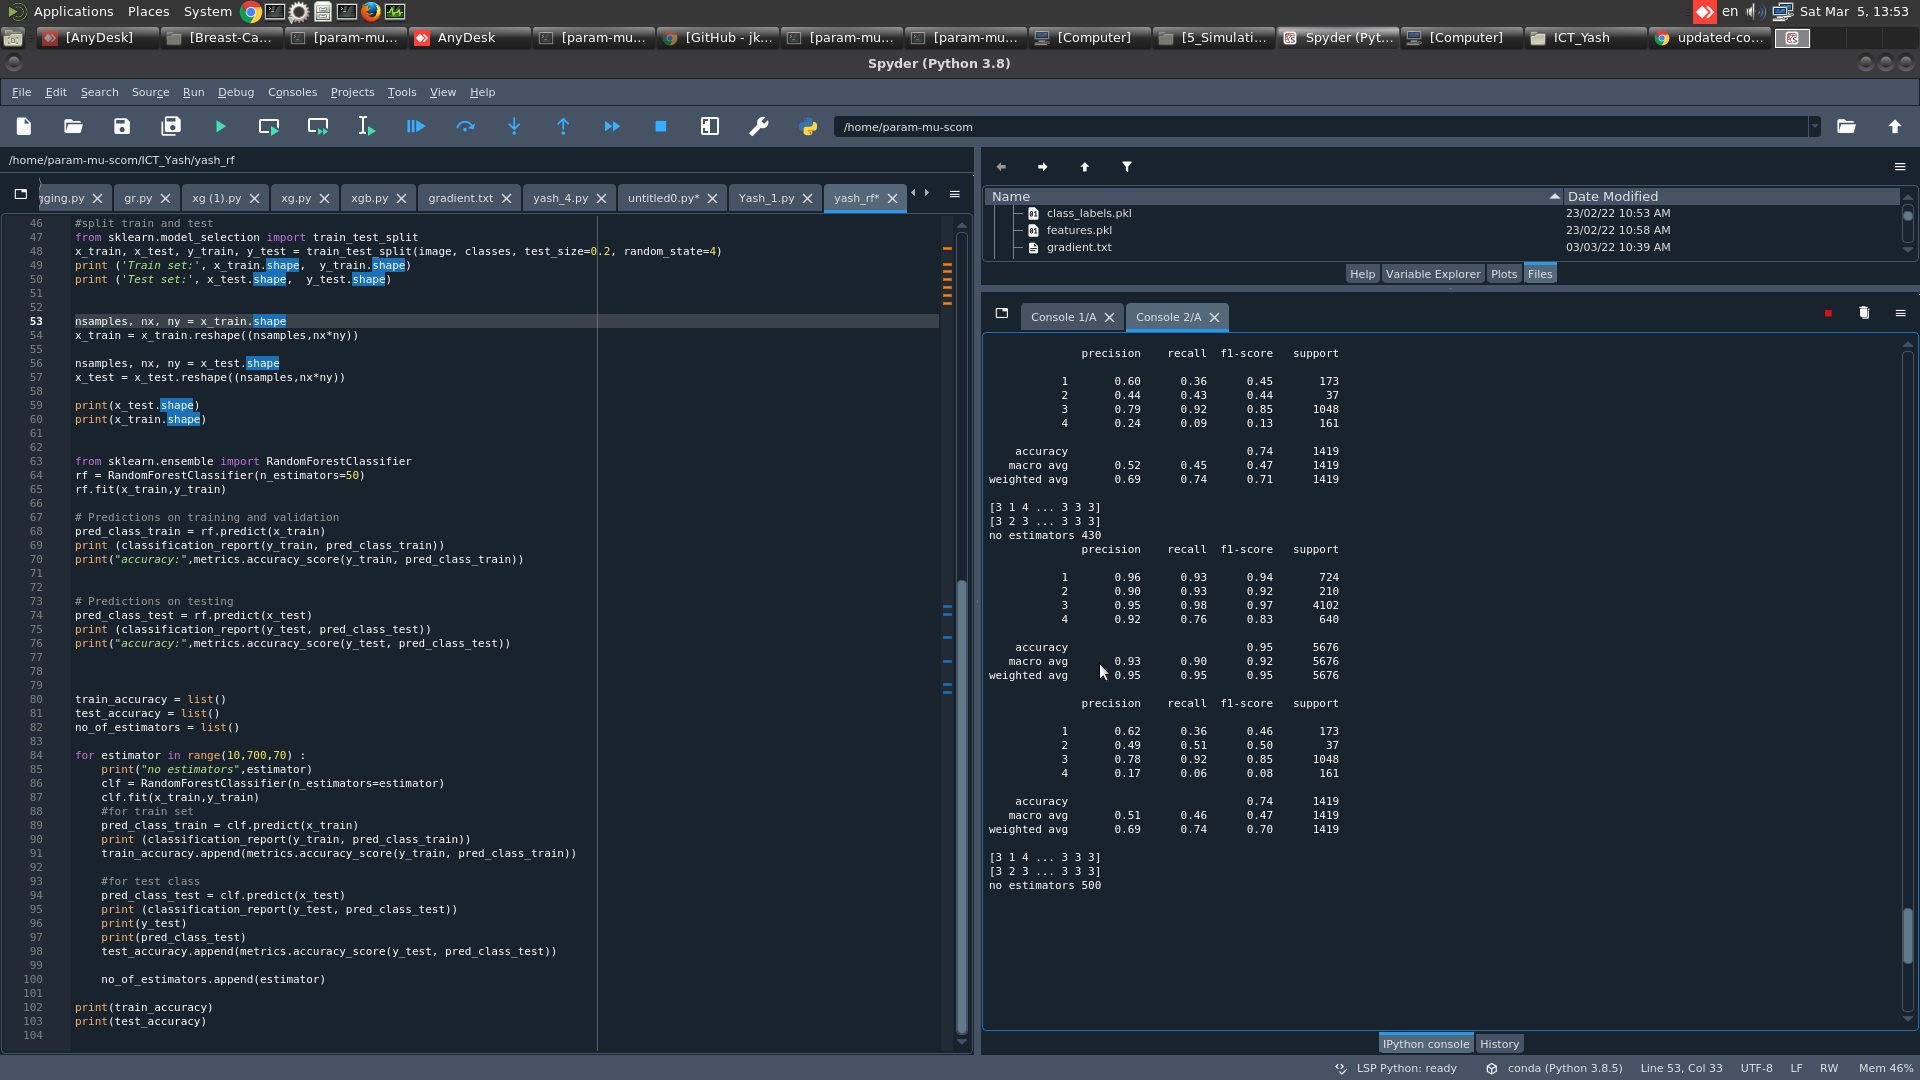 Applications Places System en Sat Mar 5, 13:53
[AnyDesk] [Breast-Ca... [param-mu... AnyDesk [param-mu... [GitHub - jk... [param-mu... [param-mu... [Computer] [5_Simulati... Spyder (Pyt... [Computer] ICT_Yash updated-co...
Spyder (Python 3.8)
File Edit Search Source Run Debug Consoles Projects Tools View Help
/home/param-mu-scom
/home/param-mu-scom/ICT_Yash/yash_rf
gging.py gr.py xg (1).py xg.py xgb.py gradient.txt yash_4.py untitled0.py* Yash_1.py yash_rf*
46 #split train and test
47 from sklearn.model_selection import train_test_split
48 x_train, x_test, y_train, y_test = train_test_split(image, classes, test_size=0.2, random_state=4)
49 print ('Train set:', x_train.shape,  y_train.shape)
50 print ('Test set:', x_test.shape,  y_test.shape)
51
52
53 nsamples, nx, ny = x_train.shape
54 x_train = x_train.reshape((nsamples,nx*ny))
55
56 nsamples, nx, ny = x_test.shape
57 x_test = x_test.reshape((nsamples,nx*ny))
58
59 print(x_test.shape)
60 print(x_train.shape)
61
62
63 from sklearn.ensemble import RandomForestClassifier
64 rf = RandomForestClassifier(n_estimators=50)
65 rf.fit(x_train,y_train)
66
67 # Predictions on training and validation
68 pred_class_train = rf.predict(x_train)
69 print (classification_report(y_train, pred_class_train))
70 print("accuracy:",metrics.accuracy_score(y_train, pred_class_train))
71
72
73 # Predictions on testing
74 pred_class_test = rf.predict(x_test)
75 print (classification_report(y_test, pred_class_test))
76 print("accuracy:",metrics.accuracy_score(y_test, pred_class_test))
77
78
79
80 train_accuracy = list()
81 test_accuracy = list()
82 no_of_estimators = list()
83
84 for estimator in range(10,700,70) :
85     print("no estimators",estimator)
86     clf = RandomForestClassifier(n_estimators=estimator)
87     clf.fit(x_train,y_train)
88     #for train set
89     pred_class_train = clf.predict(x_train)
90     print (classification_report(y_train, pred_class_train))
91     train_accuracy.append(metrics.accuracy_score(y_train, pred_class_train))
92
93     #for test class
94     pred_class_test = clf.predict(x_test)
95     print (classification_report(y_test, pred_class_test))
96     print(y_test)
97     print(pred_class_test)
98     test_accuracy.append(metrics.accuracy_score(y_test, pred_class_test))
99
100     no_of_estimators.append(estimator)
101
102 print(train_accuracy)
103 print(test_accuracy)
104
Name Date Modified
class_labels.pkl 23/02/22 10:53 AM
features.pkl 23/02/22 10:58 AM
gradient.txt 03/03/22 10:39 AM
Help Variable Explorer Plots Files
Console 1/A Console 2/A
precision recall f1-score support
1 0.60 0.36 0.45 173
2 0.44 0.43 0.44 37
3 0.79 0.92 0.85 1048
4 0.24 0.09 0.13 161
accuracy 0.74 1419
macro avg 0.52 0.45 0.47 1419
weighted avg 0.69 0.74 0.71 1419
[3 1 4 ... 3 3 3]
[3 2 3 ... 3 3 3]
no estimators 430
precision recall f1-score support
1 0.96 0.93 0.94 724
2 0.90 0.93 0.92 210
3 0.95 0.98 0.97 4102
4 0.92 0.76 0.83 640
accuracy 0.95 5676
macro avg 0.93 0.90 0.92 5676
weighted avg 0.95 0.95 0.95 5676
precision recall f1-score support
1 0.62 0.36 0.46 173
2 0.49 0.51 0.50 37
3 0.78 0.92 0.85 1048
4 0.17 0.06 0.08 161
accuracy 0.74 1419
macro avg 0.51 0.46 0.47 1419
weighted avg 0.69 0.74 0.70 1419
[3 1 4 ... 3 3 3]
[3 2 3 ... 3 3 3]
no estimators 500
IPython console History
LSP Python: ready conda (Python 3.8.5) Line 53, Col 33 UTF-8 LF RW Mem 46%